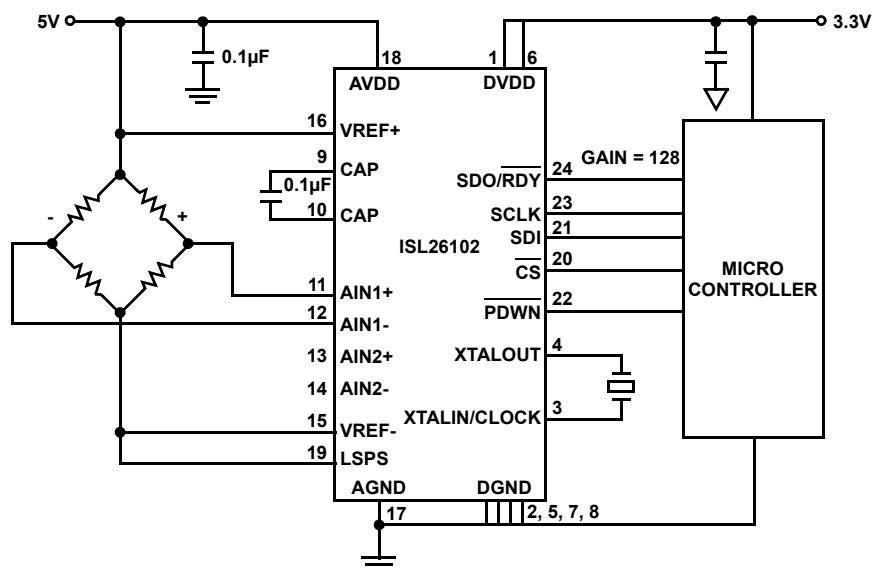 5V
3.3V
0.1µF
18
1
6
AVDD
DVDD
16
VREF+
9
CAP
0.1µF
10
CAP
-
+
ISL26102
SDO/RDY
24
GAIN = 128
SCLK
23
SDI
21
CS
20
PDWN
22
MICRO
CONTROLLER
11
AIN1+
12
AIN1-
13
AIN2+
14
AIN2-
XTALOUT
4
XTALIN/CLOCK
3
15
VREF-
19
LSPS
AGND
DGND
17
2, 5, 7, 8